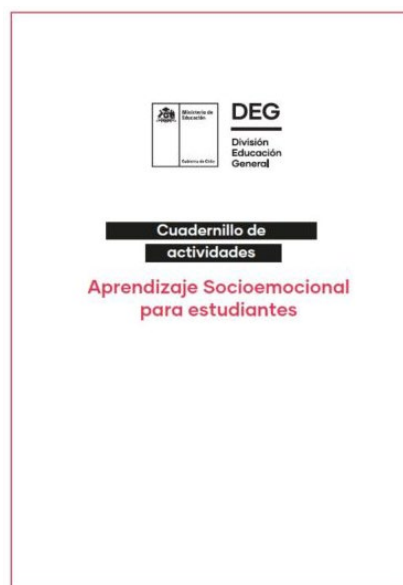 Ministerio de
Educación
Gobierno de Chile
DEG
División
Educación
General
Cuadernillo de
actividades
Aprendizaje Socioemocional
para estudiantes